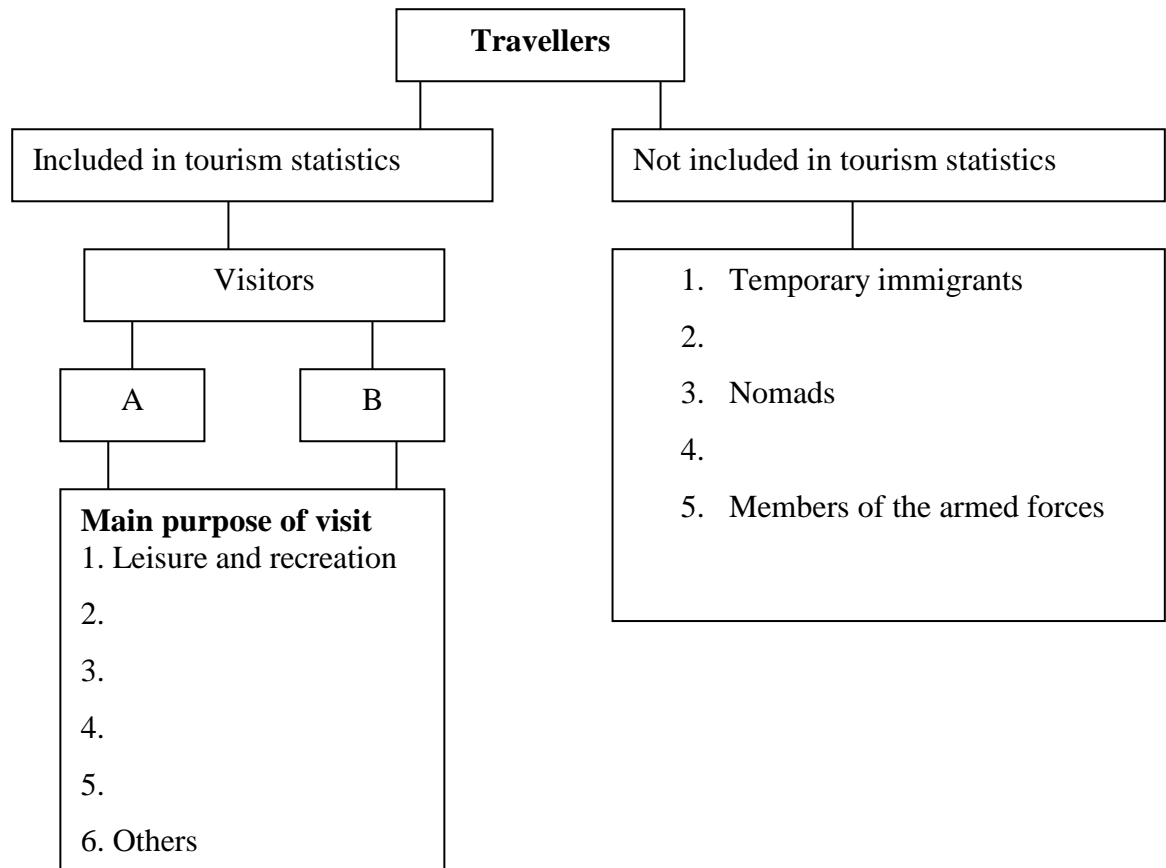 Travellers
Included in tourism statistics
Not included in tourism statistics
Visitors
A
B
Main purpose of visit
1. Leisure and recreation
2.
3.
4.
5.
6. Others
1. Temporary immigrants
2.
3. Nomads
4.
5. Members of the armed forces